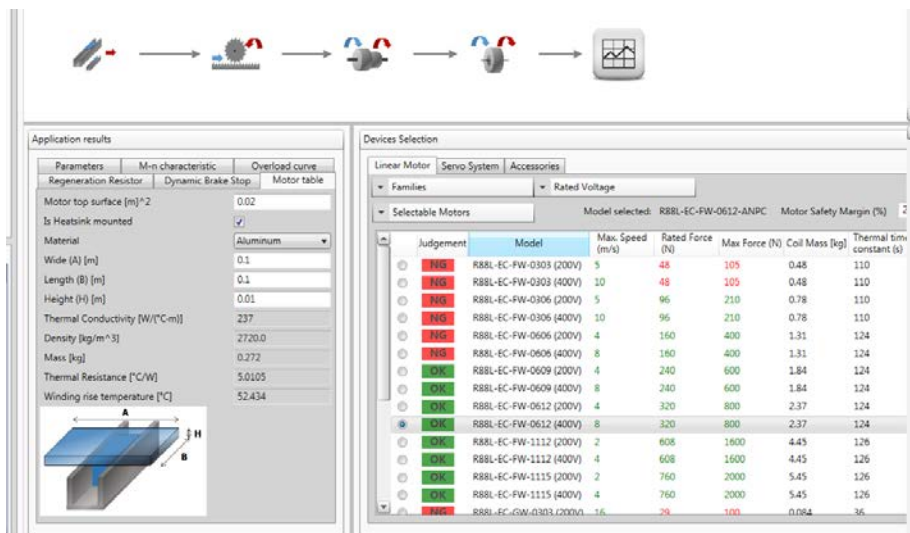 Application results
Parameters M-n characteristic Overload curve
Regeneration Resistor Dynamic Brake Stop Motor table
Motor top surface [m]^2 0.02
Is Heatsink mounted
Material Aluminum
Wide (A) [m] 0.1
Length (B) [m] 0.1
Height (H) [m] 0.01
Thermal Conductivity [W/(°C·m)] 237
Density [kg/m^3] 2720.0
Mass [kg] 0.272
Thermal Resistance [°C/W] 5.0105
Winding rise temperature [°C] 52.434
A
H
B
Devices Selection
Linear Motor Servo System Accessories
Families Rated Voltage
Selectable Motors Model selected: R88L-EC-FW-0612-ANPC Motor Safety Margin (%) 2
Judgement Model Max. Speed (m/s) Rated Force (N) Max Force (N) Coil Mass [kg] Thermal time constant (s)
NG R88L-EC-FW-0303 (200V) 5 48 105 0.48 110
NG R88L-EC-FW-0303 (400V) 10 48 105 0.48 110
NG R88L-EC-FW-0306 (200V) 5 96 210 0.78 110
NG R88L-EC-FW-0306 (400V) 10 96 210 0.78 110
NG R88L-EC-FW-0606 (200V) 4 160 400 1.31 124
NG R88L-EC-FW-0606 (400V) 8 160 400 1.31 124
OK R88L-EC-FW-0609 (200V) 4 240 600 1.84 124
OK R88L-EC-FW-0609 (400V) 8 240 600 1.84 124
OK R88L-EC-FW-0612 (200V) 4 320 800 2.37 124
OK R88L-EC-FW-0612 (400V) 8 320 800 2.37 124
OK R88L-EC-FW-1112 (200V) 2 608 1600 4.45 126
OK R88L-EC-FW-1112 (400V) 4 608 1600 4.45 126
OK R88L-EC-FW-1115 (200V) 2 760 2000 5.45 126
OK R88L-EC-FW-1115 (400V) 4 760 2000 5.45 126
NG R88L-EC-GW-0303 (200V) 16 29 100 0.084 36